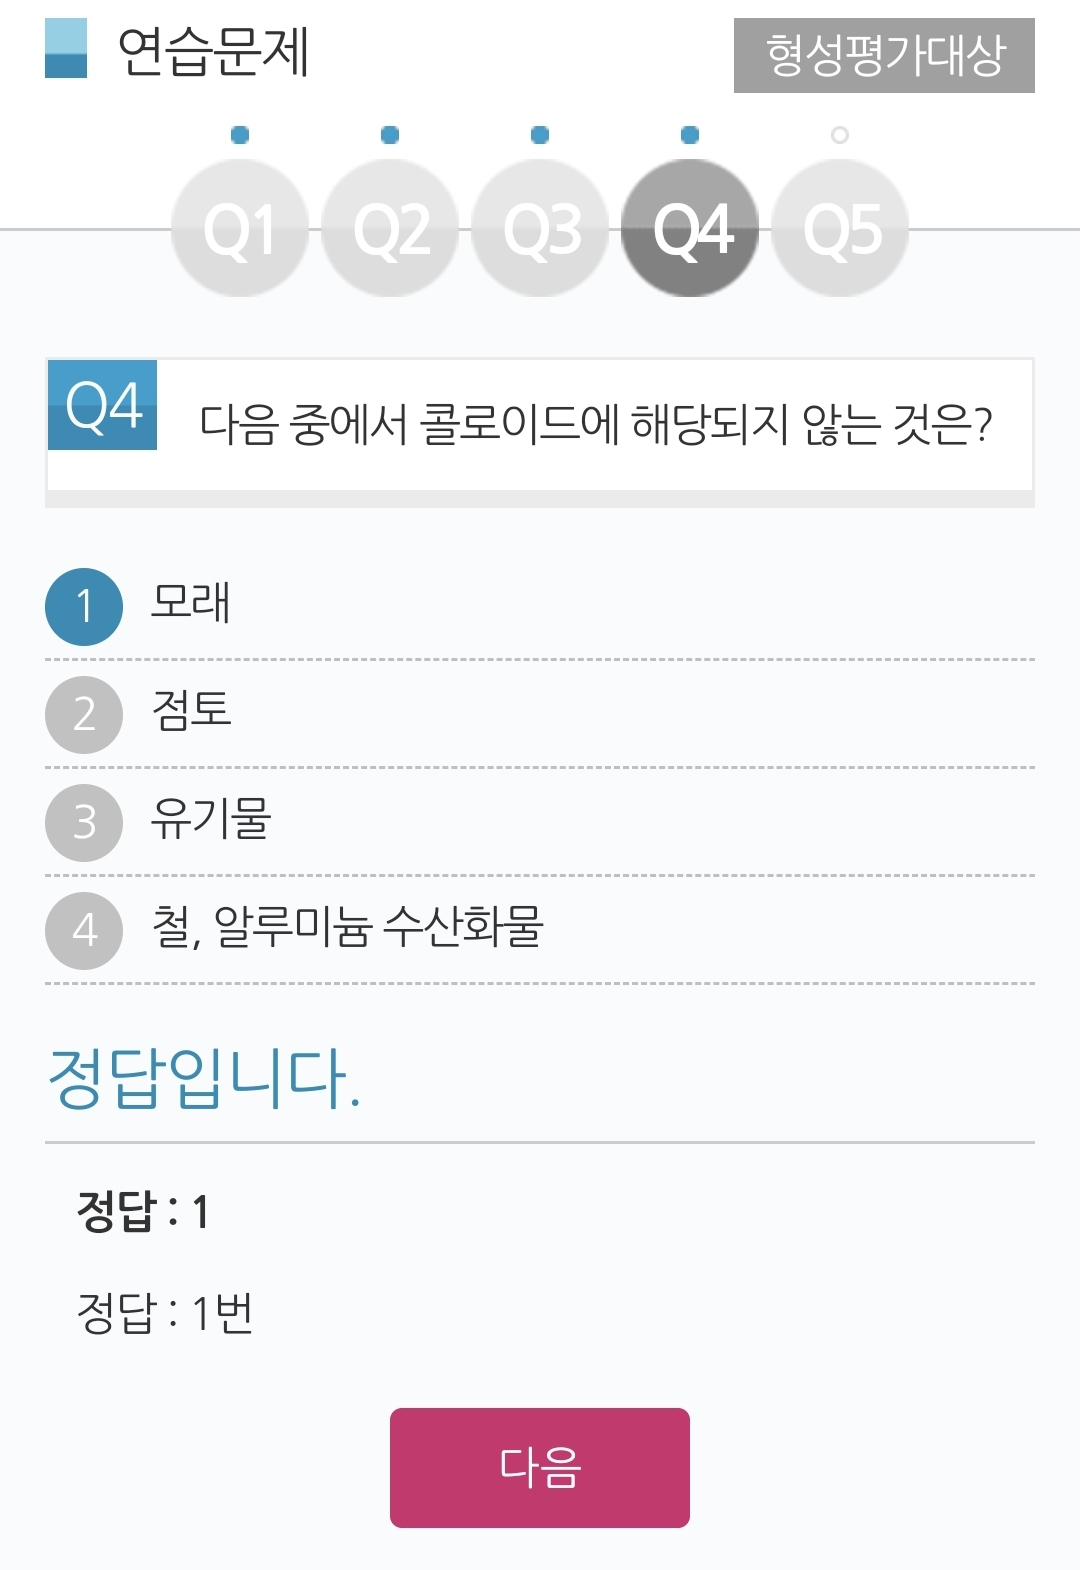 연습문제
형성평가대상
Q1 Q2 Q3 Q4 Q5
Q4 다음 중에서 콜로이드에 해당되지 않는 것은?
1 모래
2 점토
3 유기물
4 철, 알루미늄 수산화물
정답입니다.
정답 : 1
정답 : 1번
다음